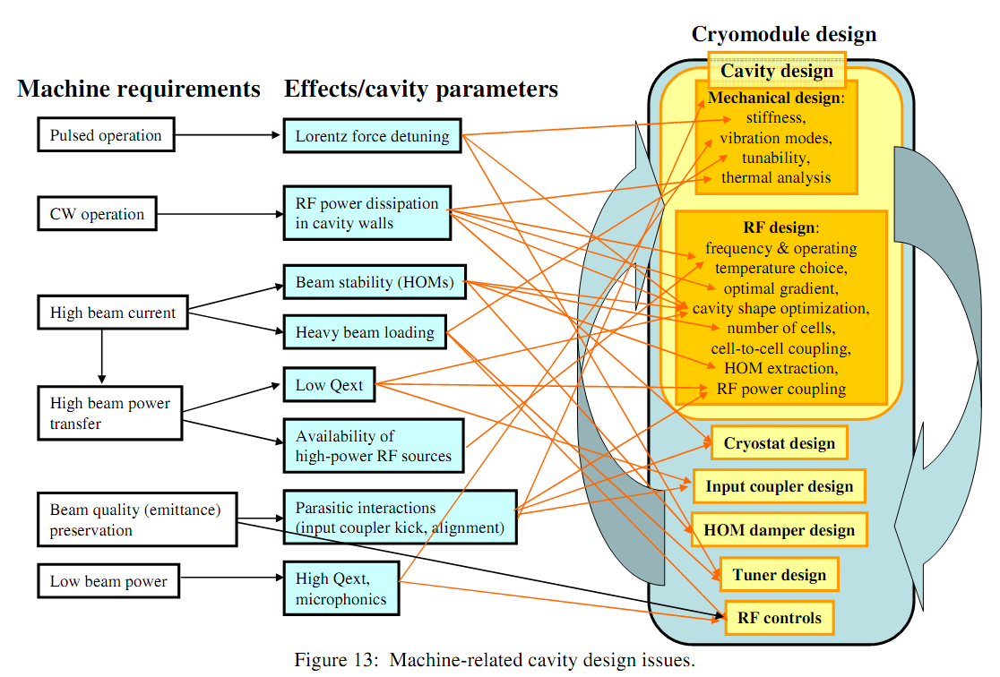 Cryomodule design
Machine requirements
Effects/cavity parameters
Cavity design
Pulsed operation
CW operation
High beam current
High beam power
transfer
Beam quality (emittance)
preservation
Low beam power
Lorentz force detuning
RF power dissipation
in cavity walls
Beam stability (HOMs)
Heavy beam loading
Low Qext
Availability of
high-power RF sources
Parasitic interactions
(input coupler kick, alignment)
High Qext,
microphonics
Mechanical design:
stiffness,
vibration modes,
tunability,
thermal analysis
RF design:
frequency & operating
temperature choice,
optimal gradient,
cavity shape optimization,
number of cells,
cell-to-cell coupling,
HOM extraction,
RF power coupling
Cryostat design
Input coupler design
HOM damper design
Tuner design
RF controls
Figure 13: Machine-related cavity design issues.